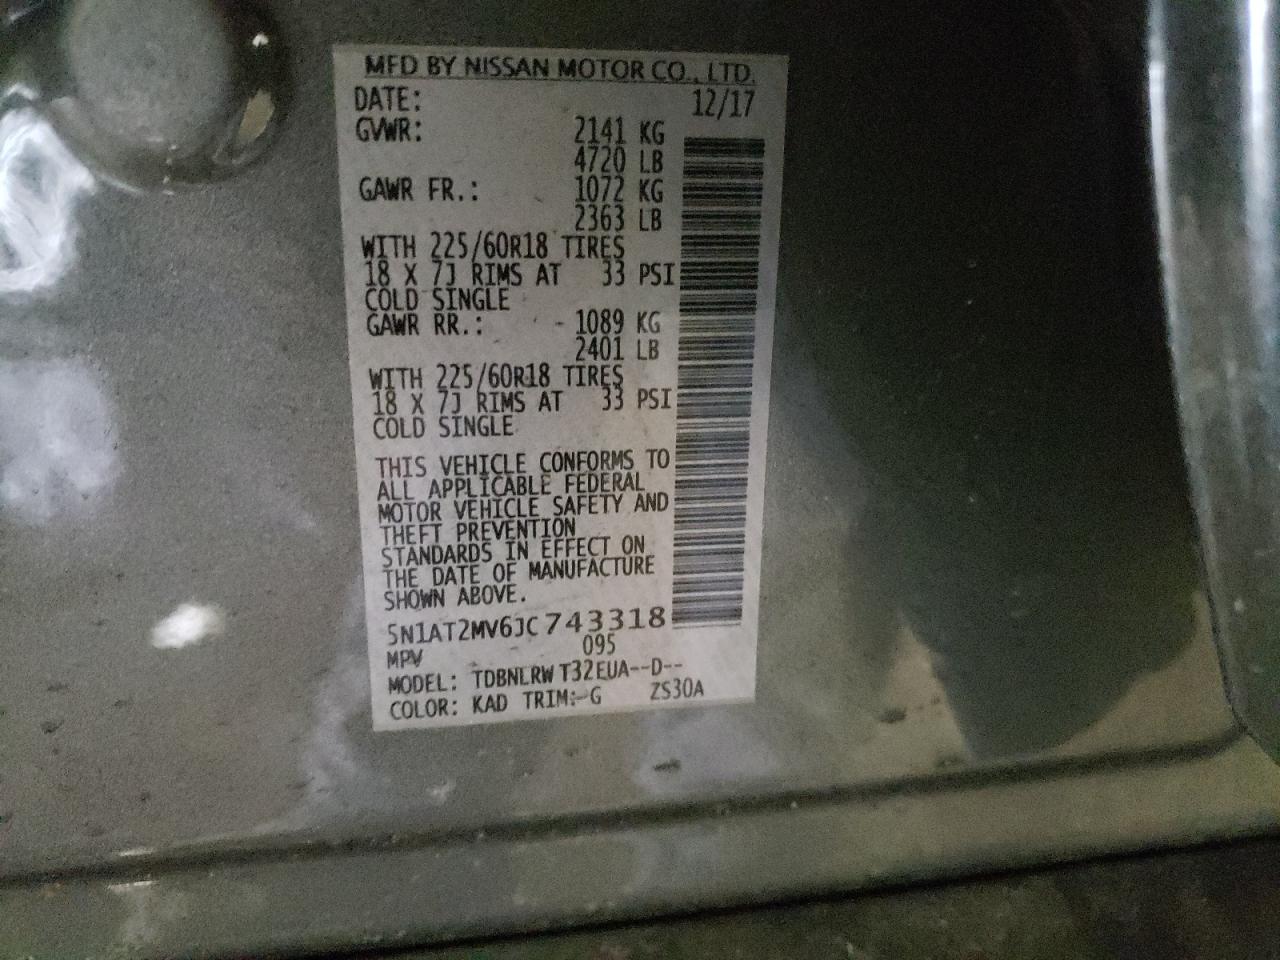 MFD BY NISSAN MOTOR CO., LTD.
DATE: 12/17
GVWR: 2141 KG
4720 LB
GAWR FR.: 1072 KG
2363 LB
WITH 225/60R18 TIRES
18 X 7J RIMS AT 33 PSI
COLD SINGLE
GAWR RR.: 1089 KG
2401 LB
WITH 225/60R18 TIRES
18 X 7J RIMS AT 33 PSI
COLD SINGLE
THIS VEHICLE CONFORMS TO
ALL APPLICABLE FEDERAL
MOTOR VEHICLE SAFETY AND
THEFT PREVENTION
STANDARDS IN EFFECT ON
THE DATE OF MANUFACTURE
SHOWN ABOVE.
5N1AT2MV6JC743318
MPV 095
MODEL: TDBNLRW T32EUA--D--
COLOR: KAD TRIM: G ZS30A